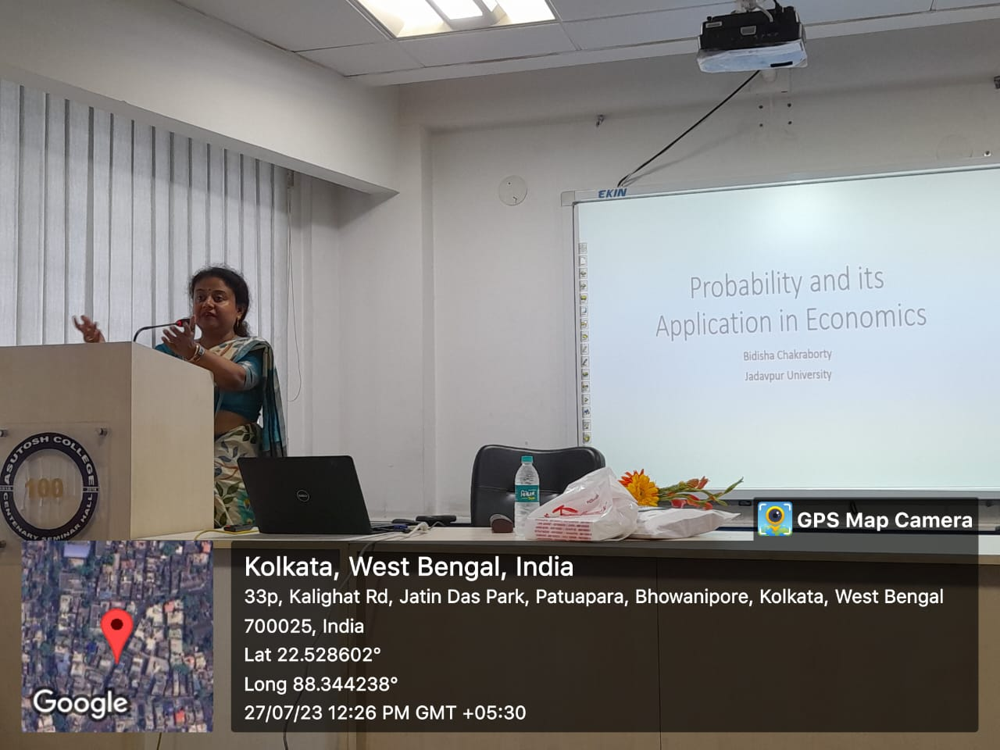 EKIN
Probability and its
Application in Economics
Bidisha Chakraborty
Jadavpur University
ASUTOSH COLLEGE
100
CENTENARY SEMINAR HALL
DELL
GPS Map Camera
Kolkata, West Bengal, India
33p, Kalighat Rd, Jatin Das Park, Patuapara, Bhowanipore, Kolkata, West Bengal
700025, India
Lat 22.528602°
Long 88.344238°
27/07/23 12:26 PM GMT +05:30
Google